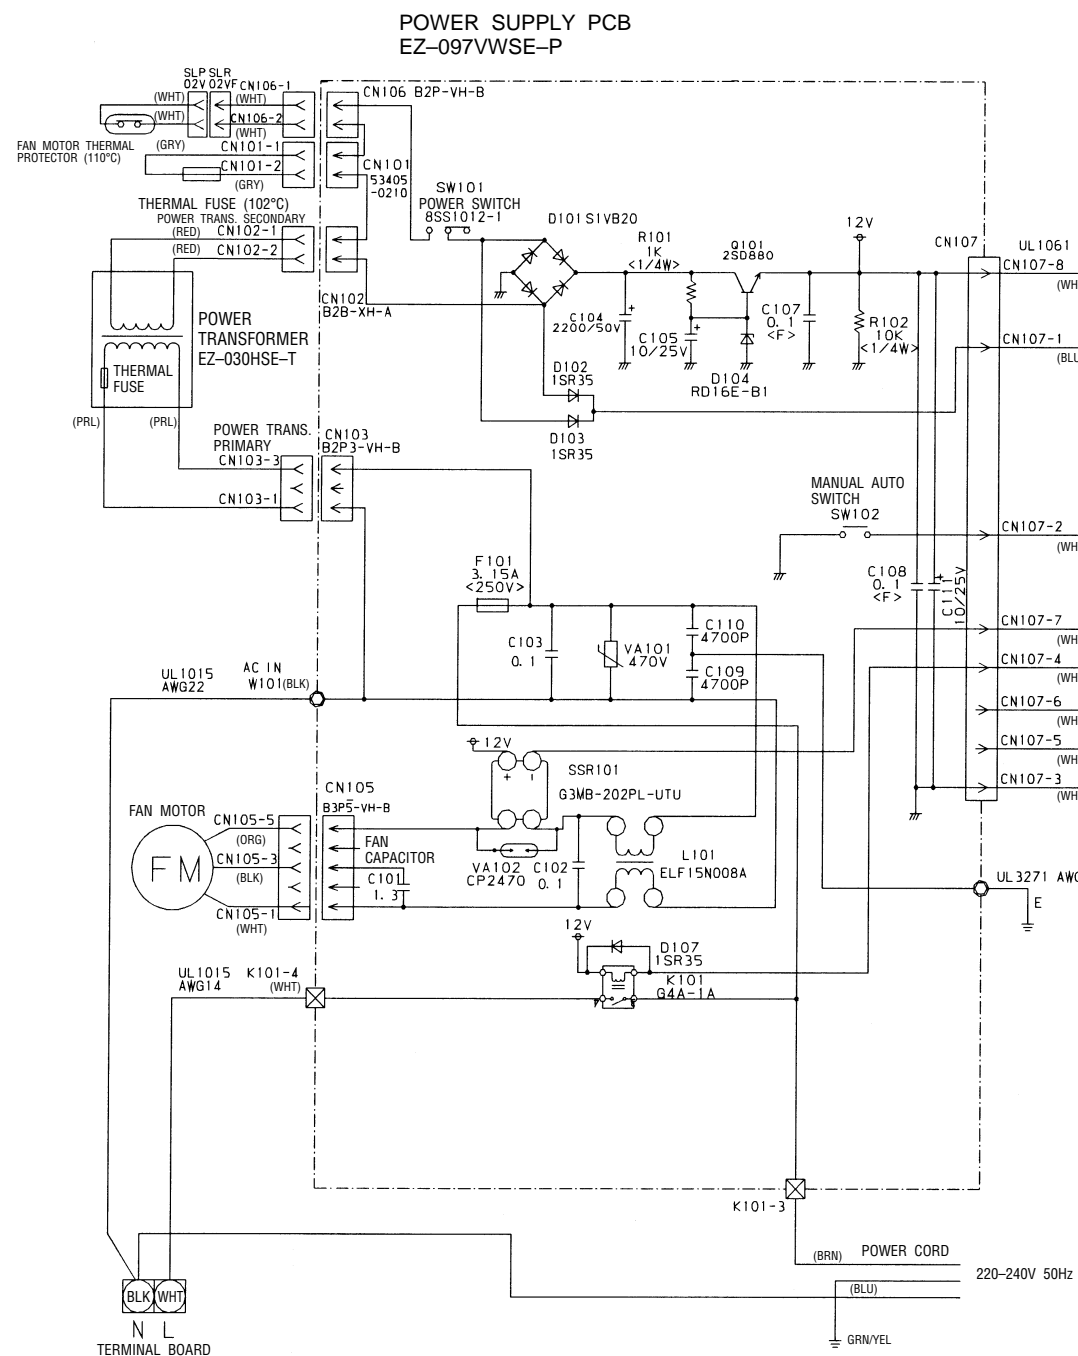 POWER SUPPLY PCB
EZ–097VWSE–P
SLP SLR
02V 02VF
CN106-1
(WHT)
(WHT)
CN106 B2P-VH-B
(WHT)
CN106-2
(WHT)
FAN MOTOR THERMAL
PROTECTOR (110°C)
(GRY)
CN101-1
CN101-2
(GRY)
CN101
53405
-0210
THERMAL FUSE (102°C)
POWER TRANS. SECONDARY
(RED)
CN102-1
(RED)
CN102-2
CN102
B2B-XH-A
SW101
POWER SWITCH
8SS1012-1
D101 S1VB20
R101
1K
<1/4W>
Q101
2SD880
12V
CN107
UL1061
CN107-8
(WH
C104
2200/50V
+
C105
10/25V
+
C107
0.1
<F>
R102
10K
<1/4W>
CN107-1
(BLU
D104
RD16E-B1
POWER
TRANSFORMER
EZ–030HSE–T
THERMAL
FUSE
(PRL)
(PRL)
D102
1SR35
D103
1SR35
POWER TRANS.
PRIMARY
CN103-3
CN103
B2P3-VH-B
CN103-1
MANUAL AUTO
SWITCH
SW102
CN107-2
(WH
F101
3.15A
<250V>
C108
0.1
<F>
+
C111
10/25V
C103
0.1
VA101
470V
C110
4700P
C109
4700P
CN107-7
(WH
CN107-4
(WH
CN107-6
(WH
CN107-5
(WH
CN107-3
(WH
UL1015
AWG22
AC IN
W101(BLK)
12V
+ -
SSR101
G3MB-202PL-UTU
FAN MOTOR
FM
CN105
B3P5-VH-B
CN105-5
(ORG)
CN105-3
(BLK)
CN105-1
(WHT)
FAN
CAPACITOR
C101
1.3
VA102
CP2470
C102
0.1
L101
ELF15N008A
UL3271 AWG
E
12V
D107
1SR35
K101
G4A-1A
UL1015
AWG14
K101-4
(WHT)
K101-3
(BRN)
POWER CORD
220–240V 50Hz
(BLU)
GRN/YEL
BLK
WHT
N L
TERMINAL BOARD